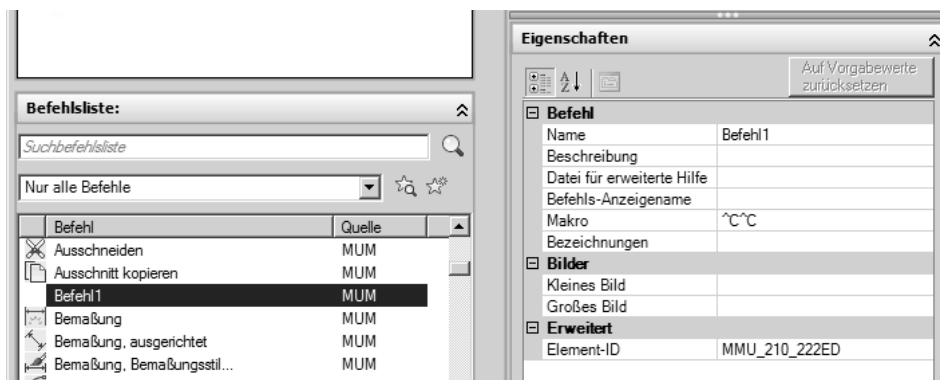 Befehlsliste:
Suchbefehlsliste
Nur alle Befehle
Befehl Quelle
Ausschneiden MUM
Ausschnitt kopieren MUM
Befehl1 MUM
Bemaßung MUM
Bemaßung, ausgerichtet MUM
Bemaßung, Bemaßungsstil... MUM
Eigenschaften
Auf Vorgabewerte
zurücksetzen
Befehl
Name Befehl1
Beschreibung
Datei für erweiterte Hilfe
Befehls-Anzeigename
Makro ^C^C
Bezeichnungen
Bilder
Kleines Bild
Großes Bild
Erweitert
Element-ID MMU_210_222ED